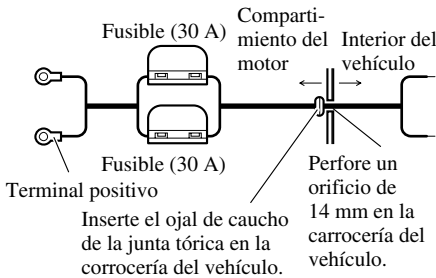 Fusible (30 A)
Comparti-
miento del
motor
Interior del
vehículo
Fusible (30 A)
Terminal positivo
Inserte el ojal de caucho
de la junta tórica en la
corrocería del vehículo.
Perfore un
orificio de
14 mm en la
carrocería del
vehículo.